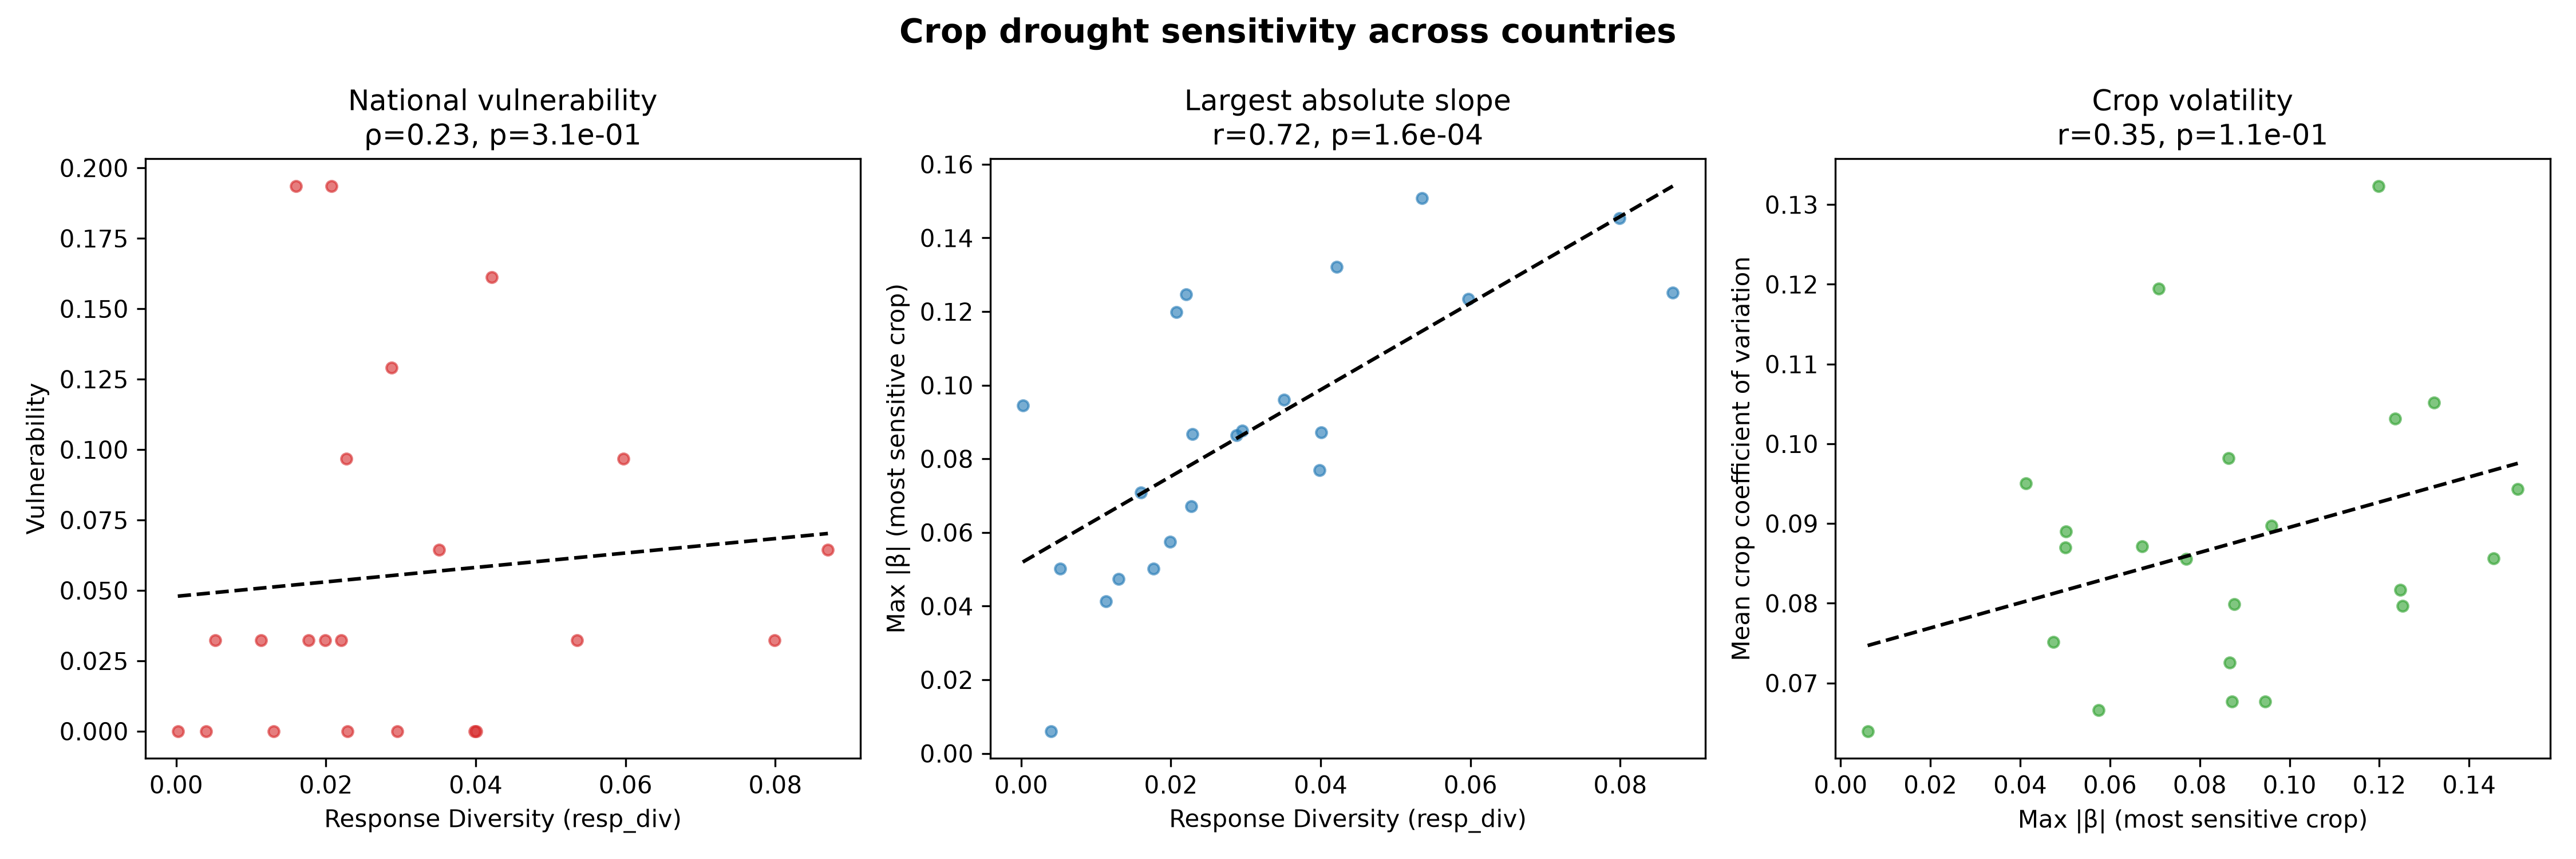 Crop drought sensitivity across countries
National vulnerability
ρ=0.23, p=3.1e-01
0.200
0.175
0.150
0.125
0.100
0.075
0.050
0.025
0.000
Vulnerability
0.00 0.02 0.04 0.06 0.08
Response Diversity (resp_div)
Largest absolute slope
r=0.72, p=1.6e-04
0.16
0.14
0.12
0.10
0.08
0.06
0.04
0.02
0.00
Max |β| (most sensitive crop)
0.00 0.02 0.04 0.06 0.08
Response Diversity (resp_div)
Crop volatility
r=0.35, p=1.1e-01
0.13
0.12
0.11
0.10
0.09
0.08
0.07
Mean crop coefficient of variation
0.00 0.02 0.04 0.06 0.08 0.10 0.12 0.14
Max |β| (most sensitive crop)